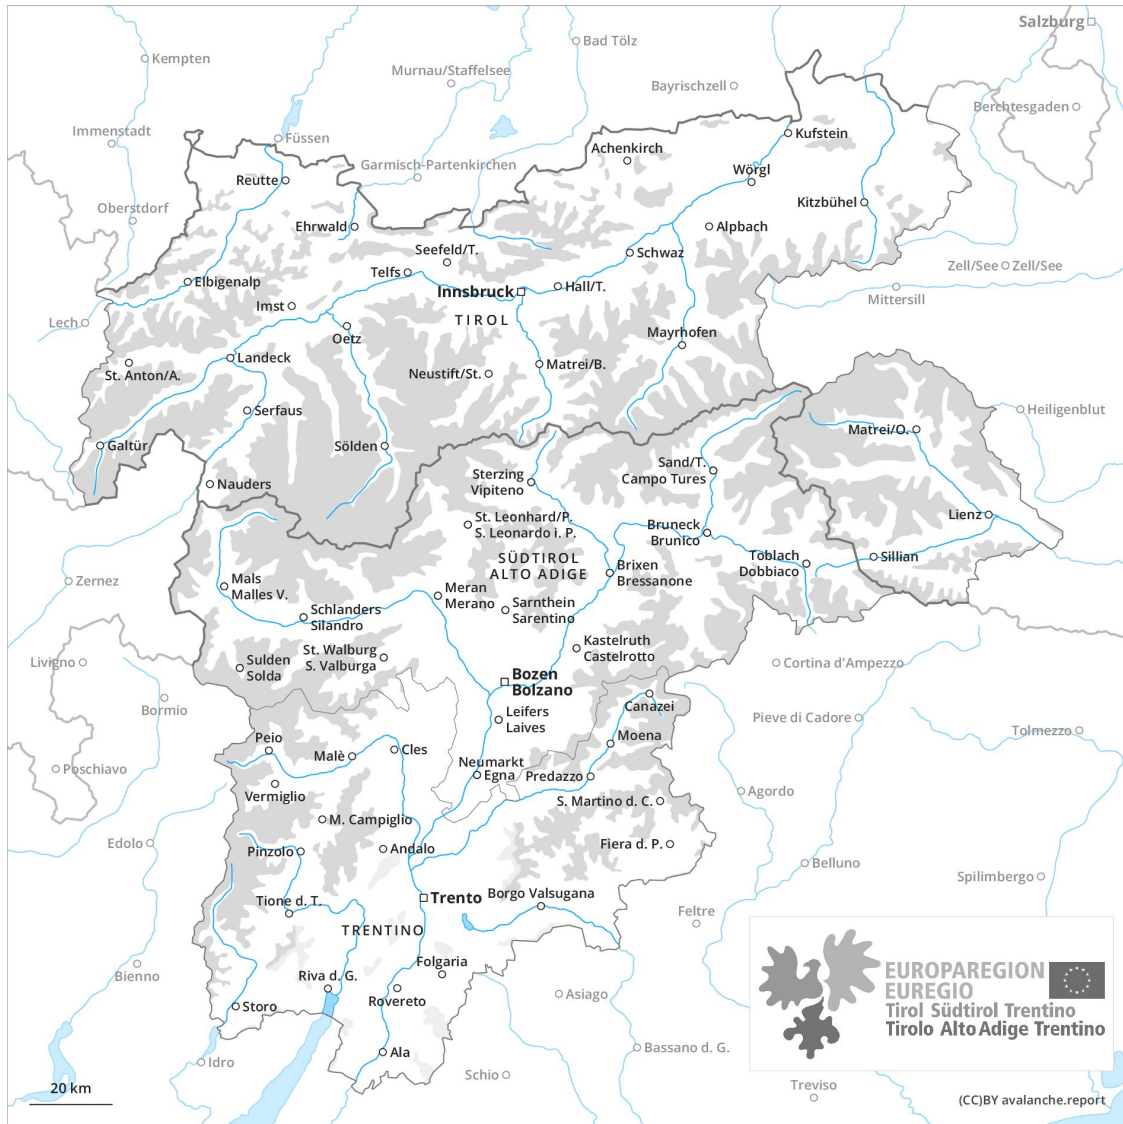 Salzburg
Kempten
Bad Tölz
Murnau/Staffelsee
Bayrischzell
Berchtesgaden
Immenstadt
Füssen
Kufstein
Achenkirch
Garmisch-Partenkirchen
Wörgl
Reutte
Oberstdorf
Kitzbühel
Ehrwald
Alpbach
Seefeld/T.
Schwaz
Telfs
Zell/See
Zell/See
Elbigenalp
Hall/T.
Innsbruck
Mittersill
Imst
TIROL
Lech
Oetz
Mayrhofen
Landeck
Matrei/B.
St. Anton/A.
Neustift/St.
Serfaus
Heiligenblut
Matrei/O.
Galtür
Sölden
Sand/T.
Campo Tures
Sterzing
Vipiteno
Nauders
Lienz
St. Leonhard/P.
S. Leonardo i. P.
Bruneck
Brunico
SÜDTIROL
ALTO ADIGE
Toblach
Dobbiaco
Sillian
Brixen
Bressanone
Zernez
Mals
Malles V.
Meran
Merano
Sarnthein
Sarentino
Schlanders
Silandro
Kastelruth
Castelrotto
St. Walburg
S. Valburga
Livigno
Sulden
Solda
Cortina d'Ampezzo
Bozen
Bolzano
Bormio
Canazei
Leifers
Laives
Pieve di Cadore
Tolmezzo
Moena
Peio
Cles
Malè
Neumarkt
Egna
Predazzo
Poschiavo
Vermiglio
Agordo
S. Martino d. C.
M. Campiglio
Edolo
Pinzolo
Andalo
Fiera d. P.
Belluno
Spilimbergo
Borgo Valsugana
Trento
Tione d. T.
Feltre
TRENTINO
Folgaria
Bienno
Riva d. G.
Rovereto
Asiago
Storo
EUROPAREGION
EUREGIO
Tirol Südtirol Trentino
Tirolo Alto Adige Trentino
Ala
Idro
Bassano d. G.
Schio
Treviso
20 km
(CC)BY avalanche.report